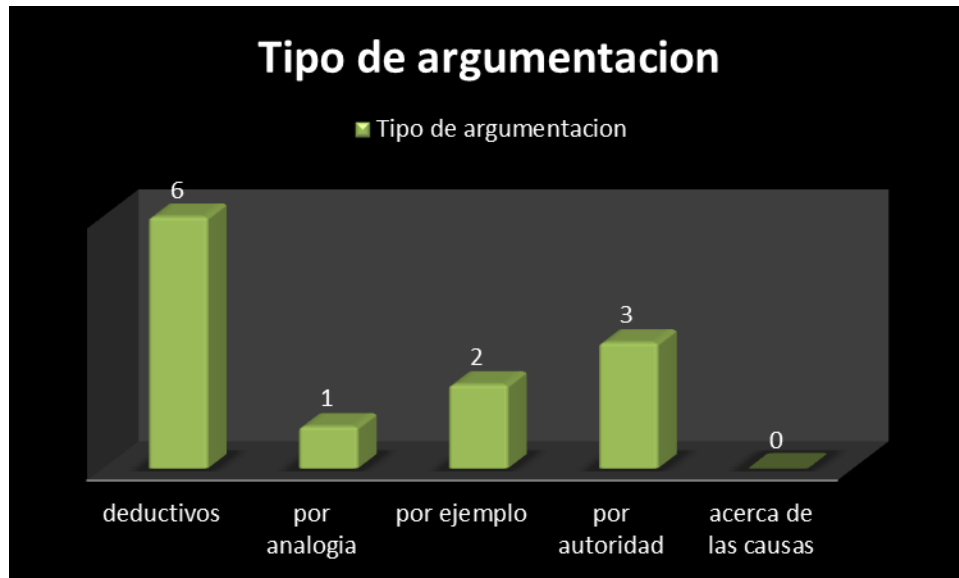 Tipo de argumentacion
Tipo de argumentacion
6
1
2
3
0
deductivos
por
analogia
por ejemplo
por
autoridad
acerca de
las causas